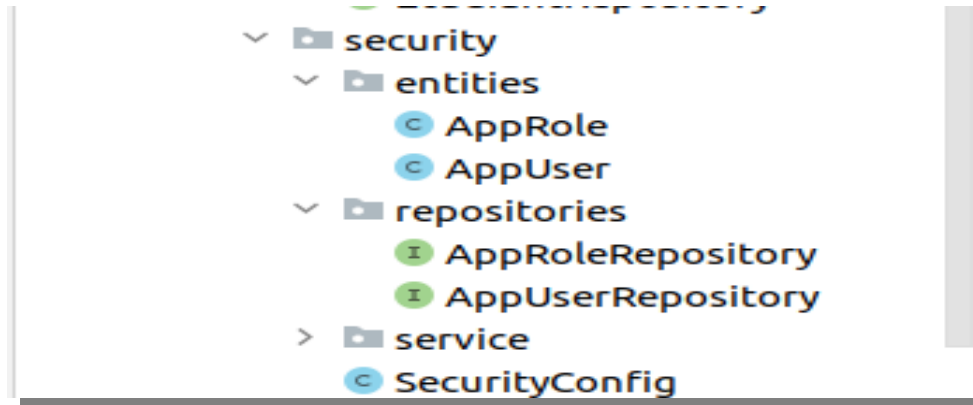 security
entities
AppRole
AppUser
repositories
AppRoleRepository
AppUserRepository
service
SecurityConfig